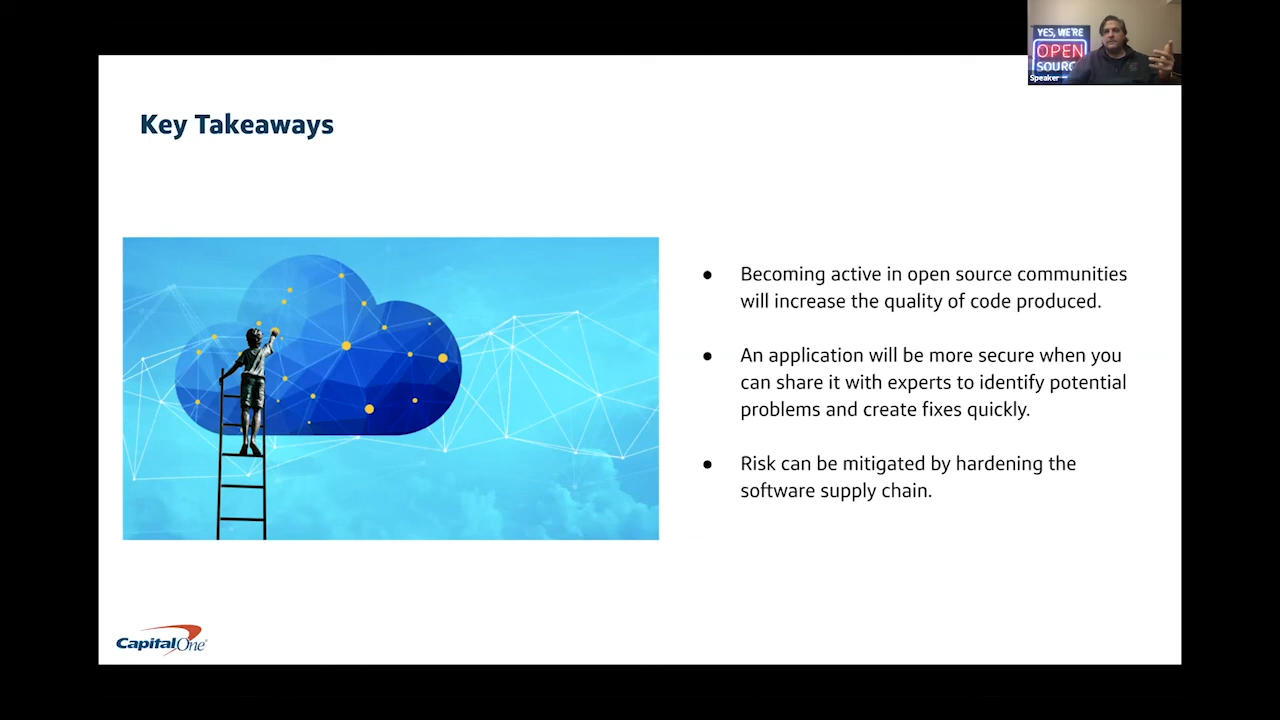 YES, WE'RE
OPEN
SOURC
Speaker
Key Takeaways
● Becoming active in open source communities
will increase the quality of code produced.
● An application will be more secure when you
can share it with experts to identify potential
problems and create fixes quickly.
● Risk can be mitigated by hardening the
software supply chain.
Capital One